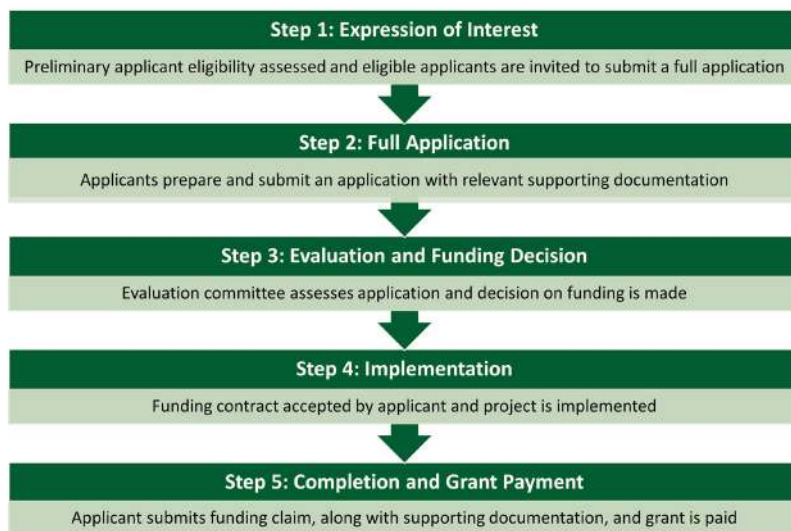 Step 1: Expression of Interest
Preliminary applicant eligibility assessed and eligible applicants are invited to submit a full application
Step 2: Full Application
Applicants prepare and submit an application with relevant supporting documentation
Step 3: Evaluation and Funding Decision
Evaluation committee assesses application and decision on funding is made
Step 4: Implementation
Funding contract accepted by applicant and project is implemented
Step 5: Completion and Grant Payment
Applicant submits funding claim, along with supporting documentation, and grant is paid